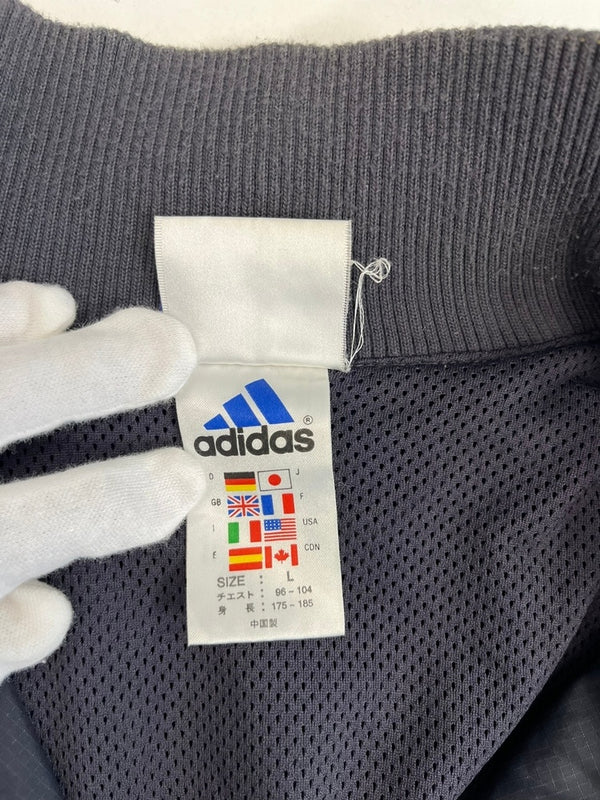 adidas®
D J
GB F
I USA
E CDN
SIZE : L
チェスト : 96～104
身 長 : 175～185
中国製